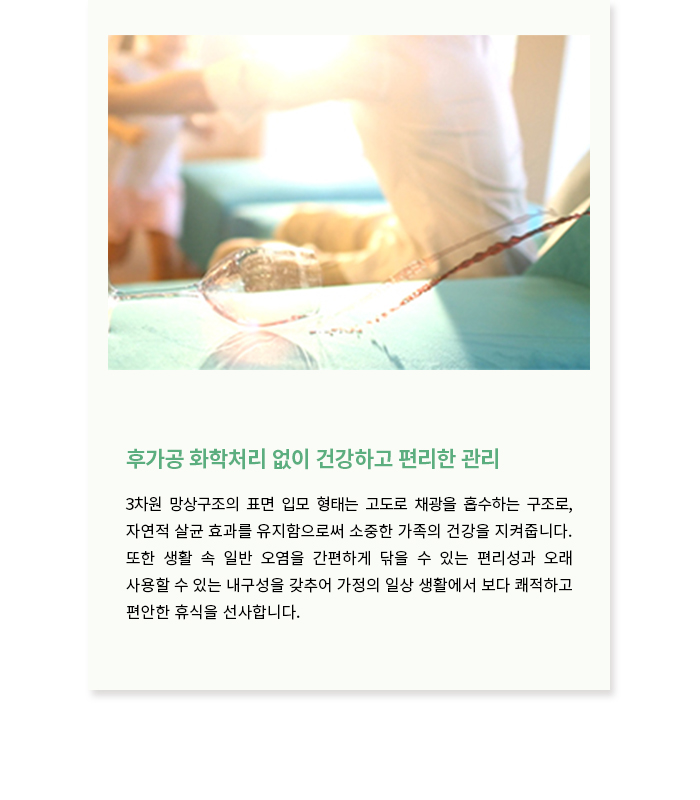 후가공 화학처리 없이 건강하고 편리한 관리
3차원 망상구조의 표면 입모 형태는 고도로 채광을 흡수하는 구조로,
자연적 살균 효과를 유지함으로써 소중한 가족의 건강을 지켜줍니다.
또한 생활 속 일반 오염을 간편하게 닦을 수 있는 편리성과 오래
사용할 수 있는 내구성을 갖추어 가정의 일상 생활에서 보다 쾌적하고
편안한 휴식을 선사합니다.